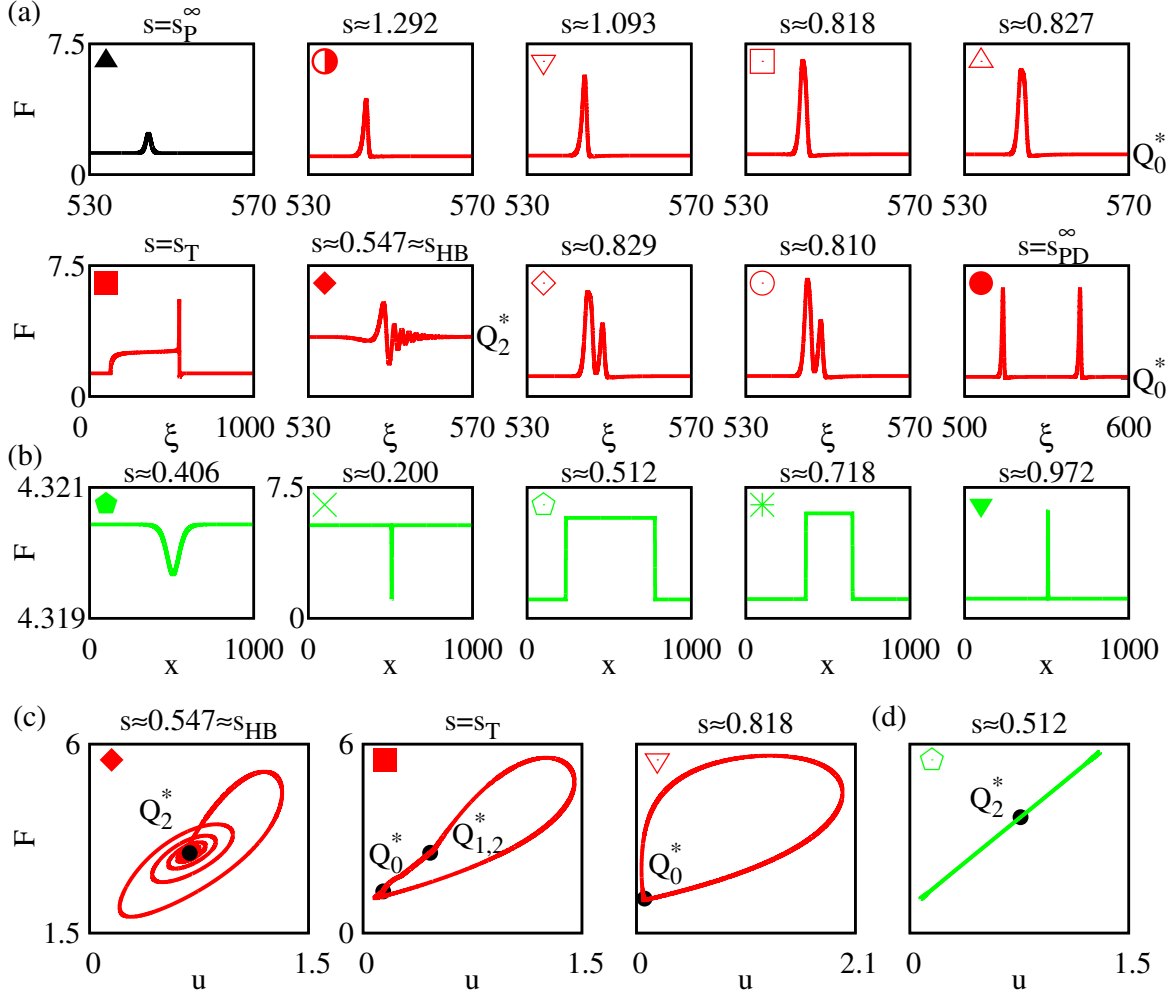 (a)
s=s_P^∞ s≈1.292 s≈1.093 s≈0.818 s≈0.827
7.5
F
0
Q_0^*
530 570 530 570 530 570 530 570 530 570
s=s_T s≈0.547≈s_HB s≈0.829 s≈0.810 s=s_PD^∞
7.5
F
0
Q_2^* Q_0^*
0 ξ 1000 530 ξ 570 530 ξ 570 530 ξ 570 500 ξ 600
(b)
s≈0.406 s≈0.200 s≈0.512 s≈0.718 s≈0.972
4.321 7.5
F
4.319 0
0 x 1000 0 x 1000 0 x 1000 0 x 1000 0 x 1000
(c) (d)
s≈0.547≈s_HB s=s_T s≈0.818 s≈0.512
6 6
F
Q_2^* Q_0^* Q_1,2^* Q_0^* Q_2^*
1.5 0
0 u 1.5 0 u 1.5 0 u 2.1 0 u 1.5